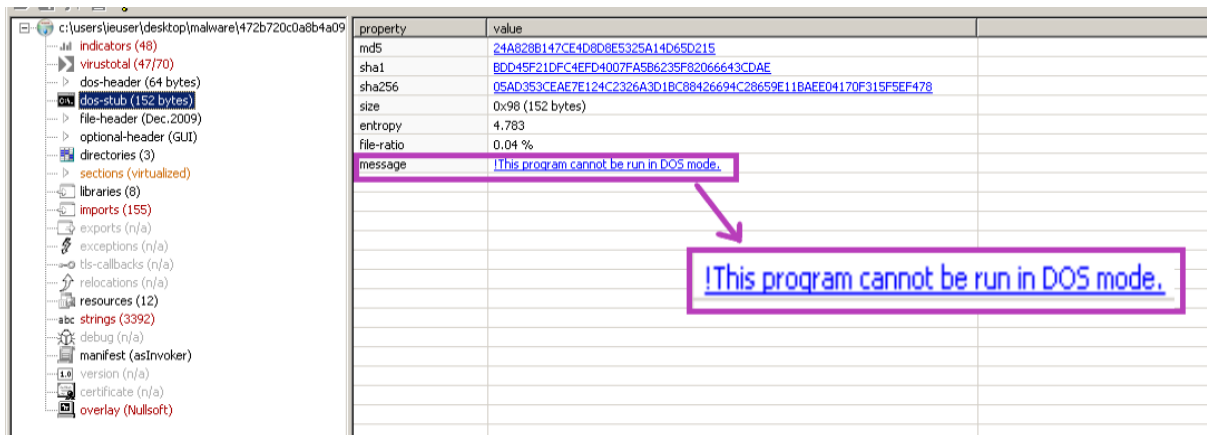 c:\users\ieuser\desktop\malware\472b720c0a8b4a09
indicators (48)
virustotal (47/70)
dos-header (64 bytes)
dos-stub (152 bytes)
file-header (Dec.2009)
optional-header (GUI)
directories (3)
sections (virtualized)
libraries (8)
imports (155)
exports (n/a)
exceptions (n/a)
tls-callbacks (n/a)
relocations (n/a)
resources (12)
abc strings (3392)
debug (n/a)
manifest (asInvoker)
1.0 version (n/a)
certificate (n/a)
overlay (Nullsoft)
property value
md5 24A828B147CE4D8D8E5325A14D65D215
sha1 BDD45F21DFC4EFD4007FA5B6235F82066643CDAE
sha256 05AD353CEAE7E124C2326A3D1BC88426694C28659E11BAEE04170F315F5EF478
size 0x98 (152 bytes)
entropy 4.783
file-ratio 0.04 %
message !This program cannot be run in DOS mode.
!This program cannot be run in DOS mode.